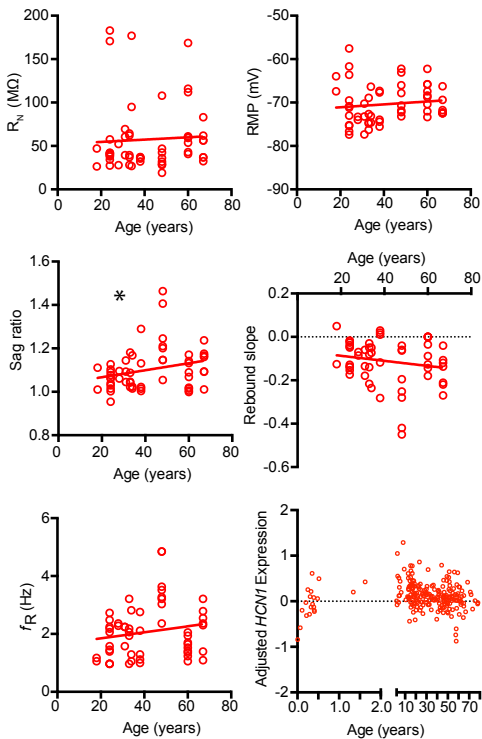 200
150
100
50
0
R_N (MΩ)
0 20 40 60 80
Age (years)
-50
-60
-70
-80
-90
RMP (mV)
0 20 40 60 80
Age (years)
1.6
1.4
1.2
1.0
0.8
Sag ratio
*
0 20 40 60 80
Age (years)
Age (years)
0 20 40 60 80
0.2
0.0
-0.2
-0.4
-0.6
Rebound slope
6
4
2
0
f_R (Hz)
0 20 40 60 80
Age (years)
2
1
0
-1
-2
Adjusted HCN1 Expression
0.0 1.0 2.0 10 30 50 70
Age (years)